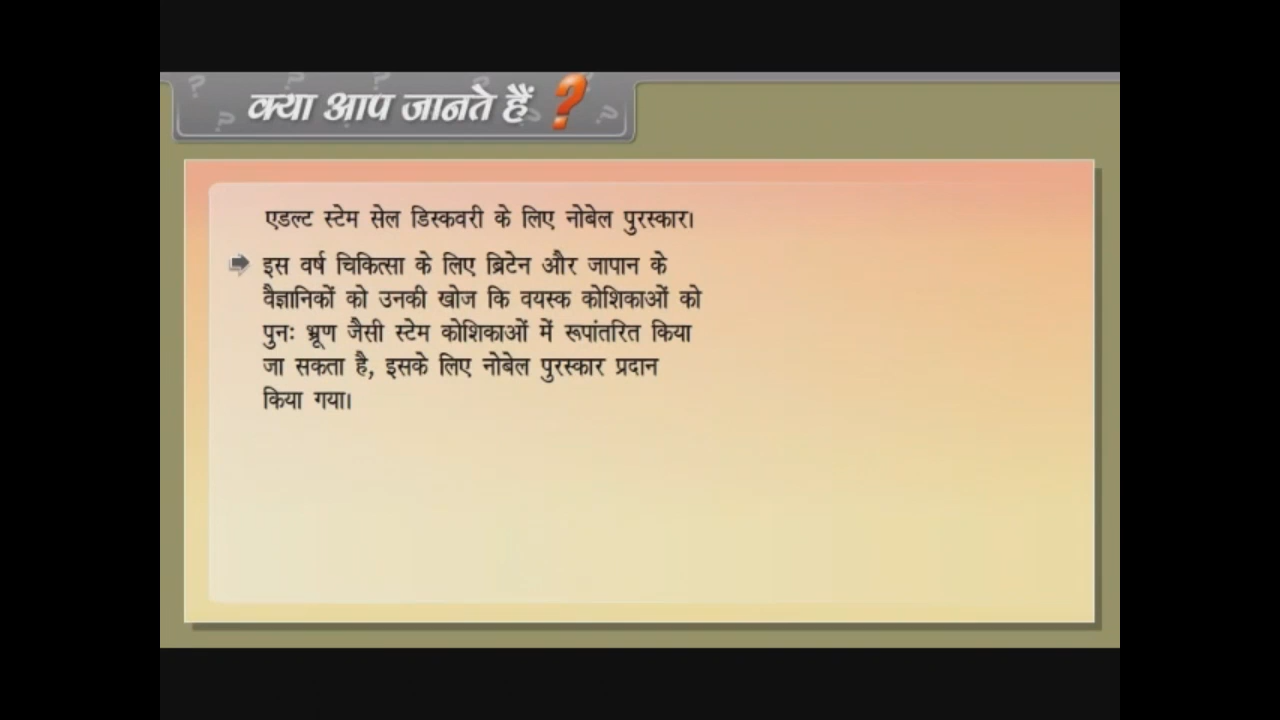 क्या आप जानते हैं ?
एडल्ट स्टेम सेल डिस्कवरी के लिए नोबेल पुरस्कार।
इस वर्ष चिकित्सा के लिए ब्रिटेन और जापान के
वैज्ञानिकों को उनकी खोज कि वयस्क कोशिकाओं को
पुनः भ्रूण जैसी स्टेम कोशिकाओं में रूपांतरित किया
जा सकता है, इसके लिए नोबेल पुरस्कार प्रदान
किया गया।